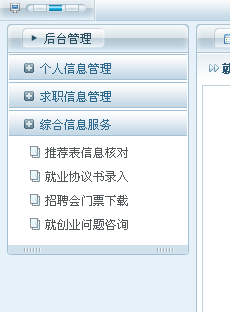 后台管理
个人信息管理
求职信息管理
综合信息服务
推荐表信息核对
就业协议书录入
招聘会门票下载
就创业问题咨询